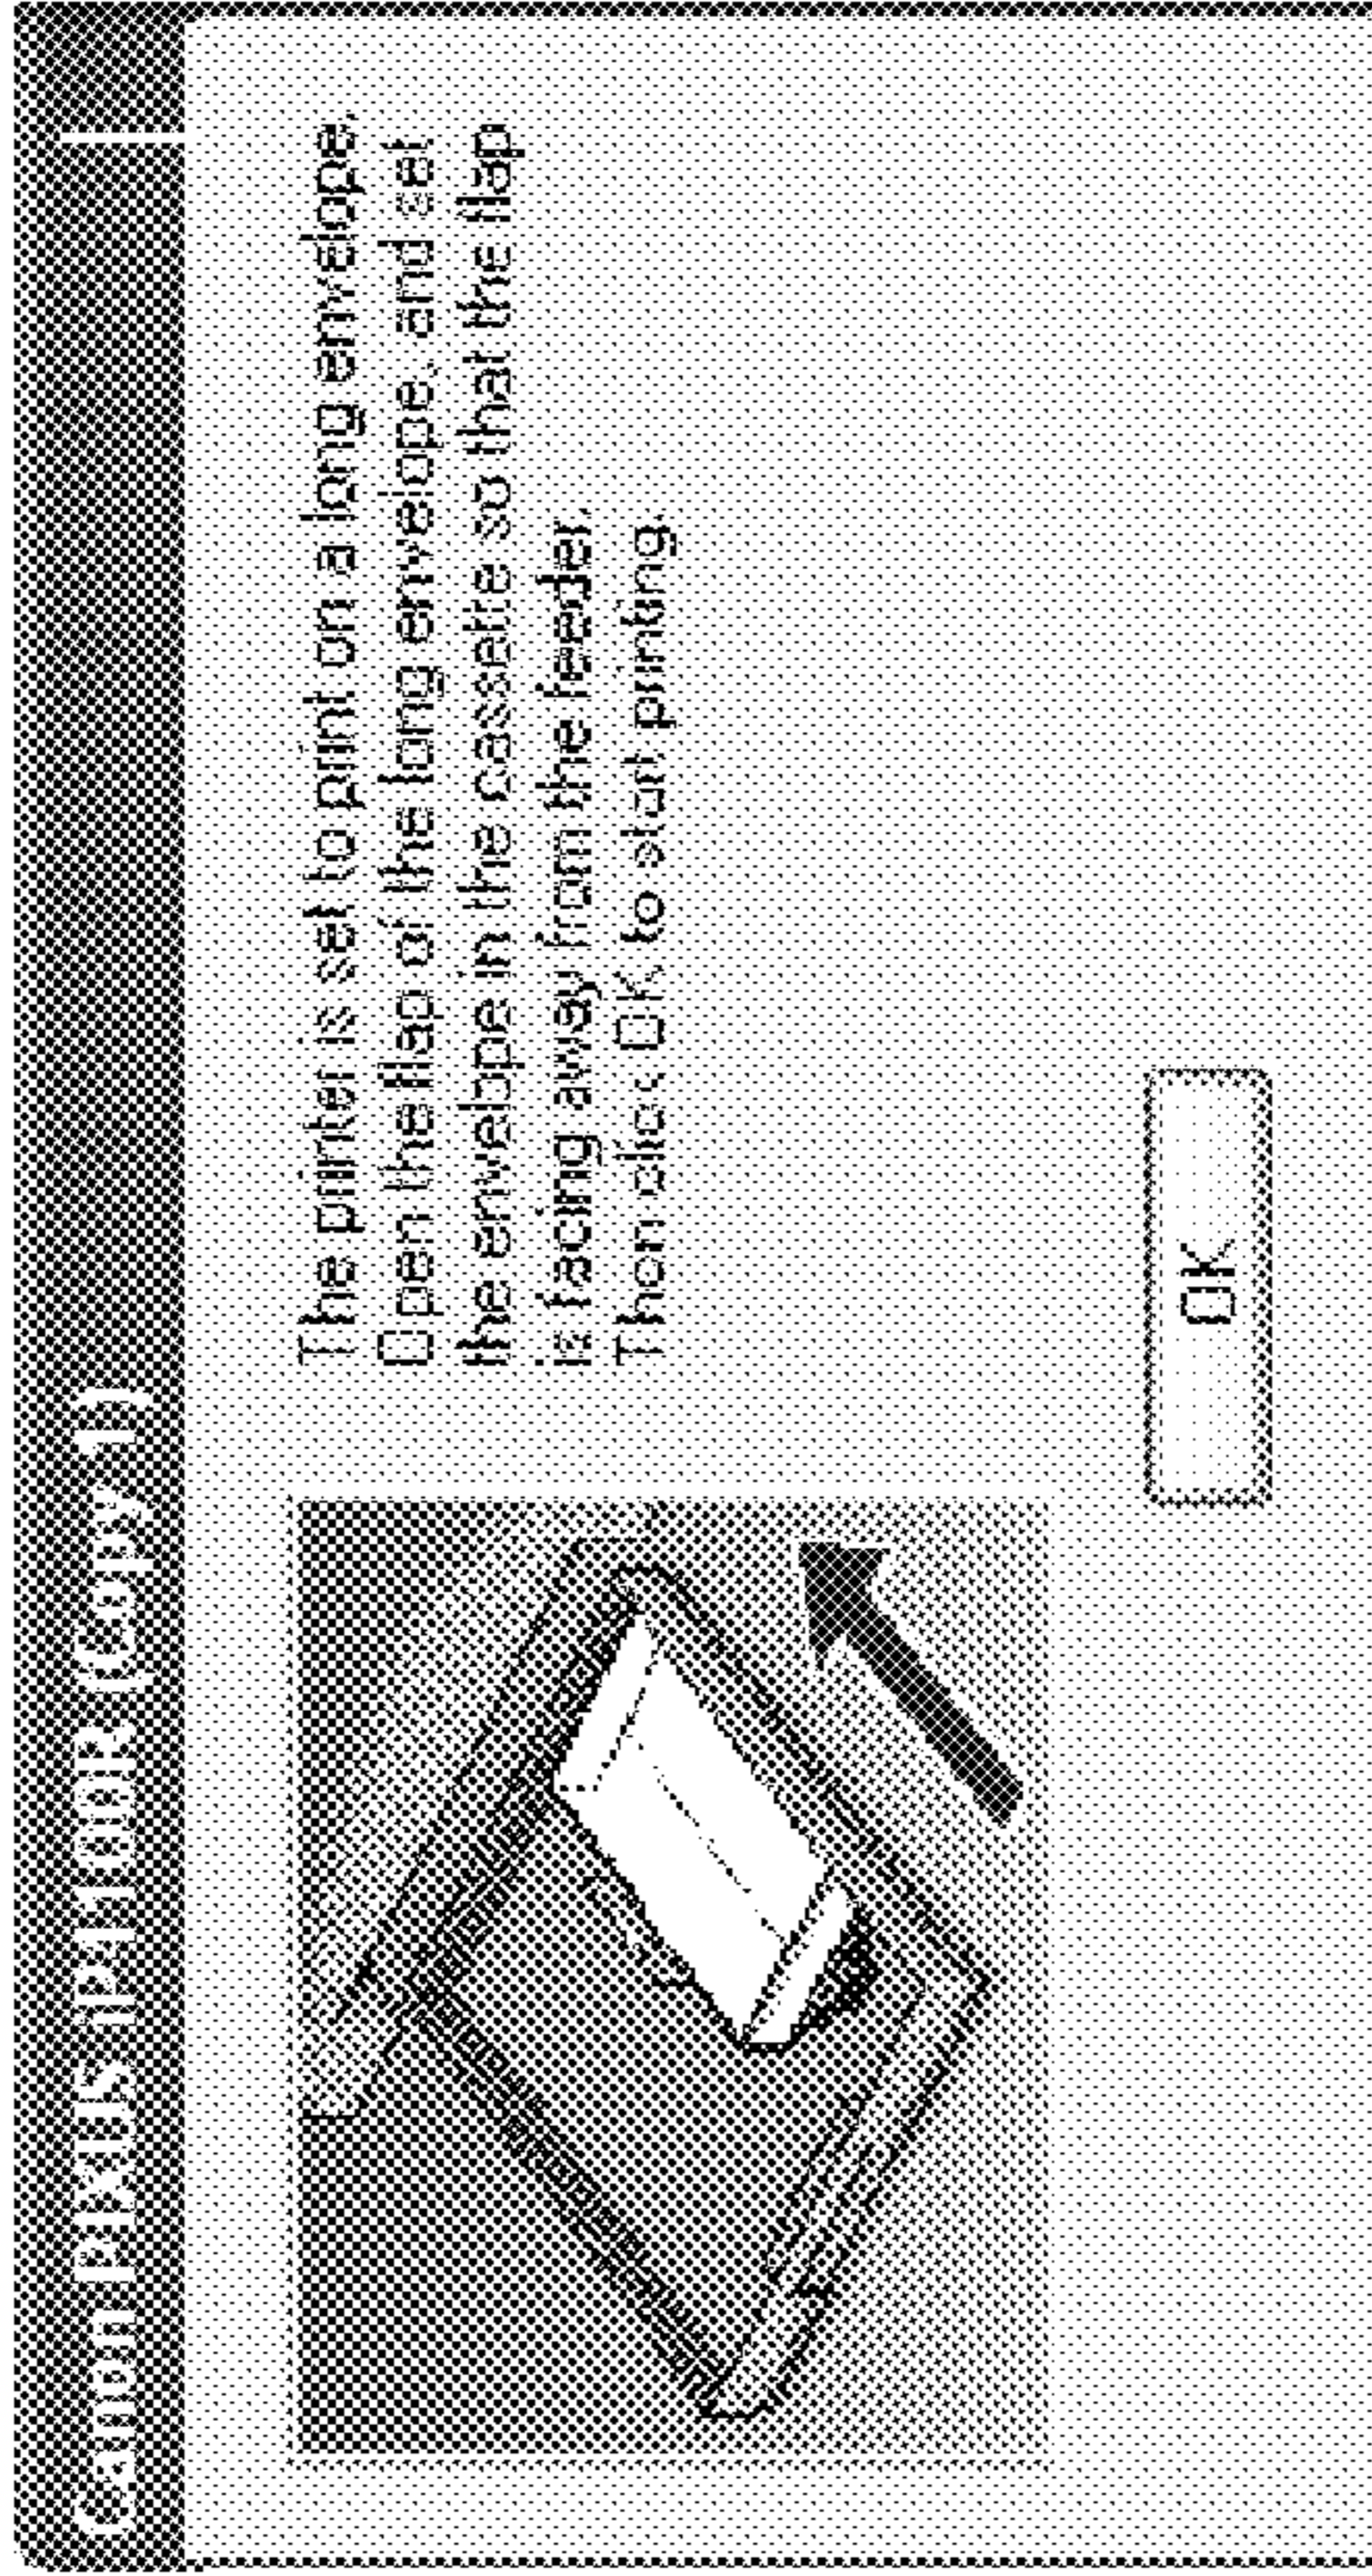 Canon PIXUS iP4100R (Copy 1)
The printer is set to print on a long envelope.
Open the flap of the long envelope, and set
the envelope in the cassette so that the flap
is facing away from the feeder.
Then click OK to start printing.
OK